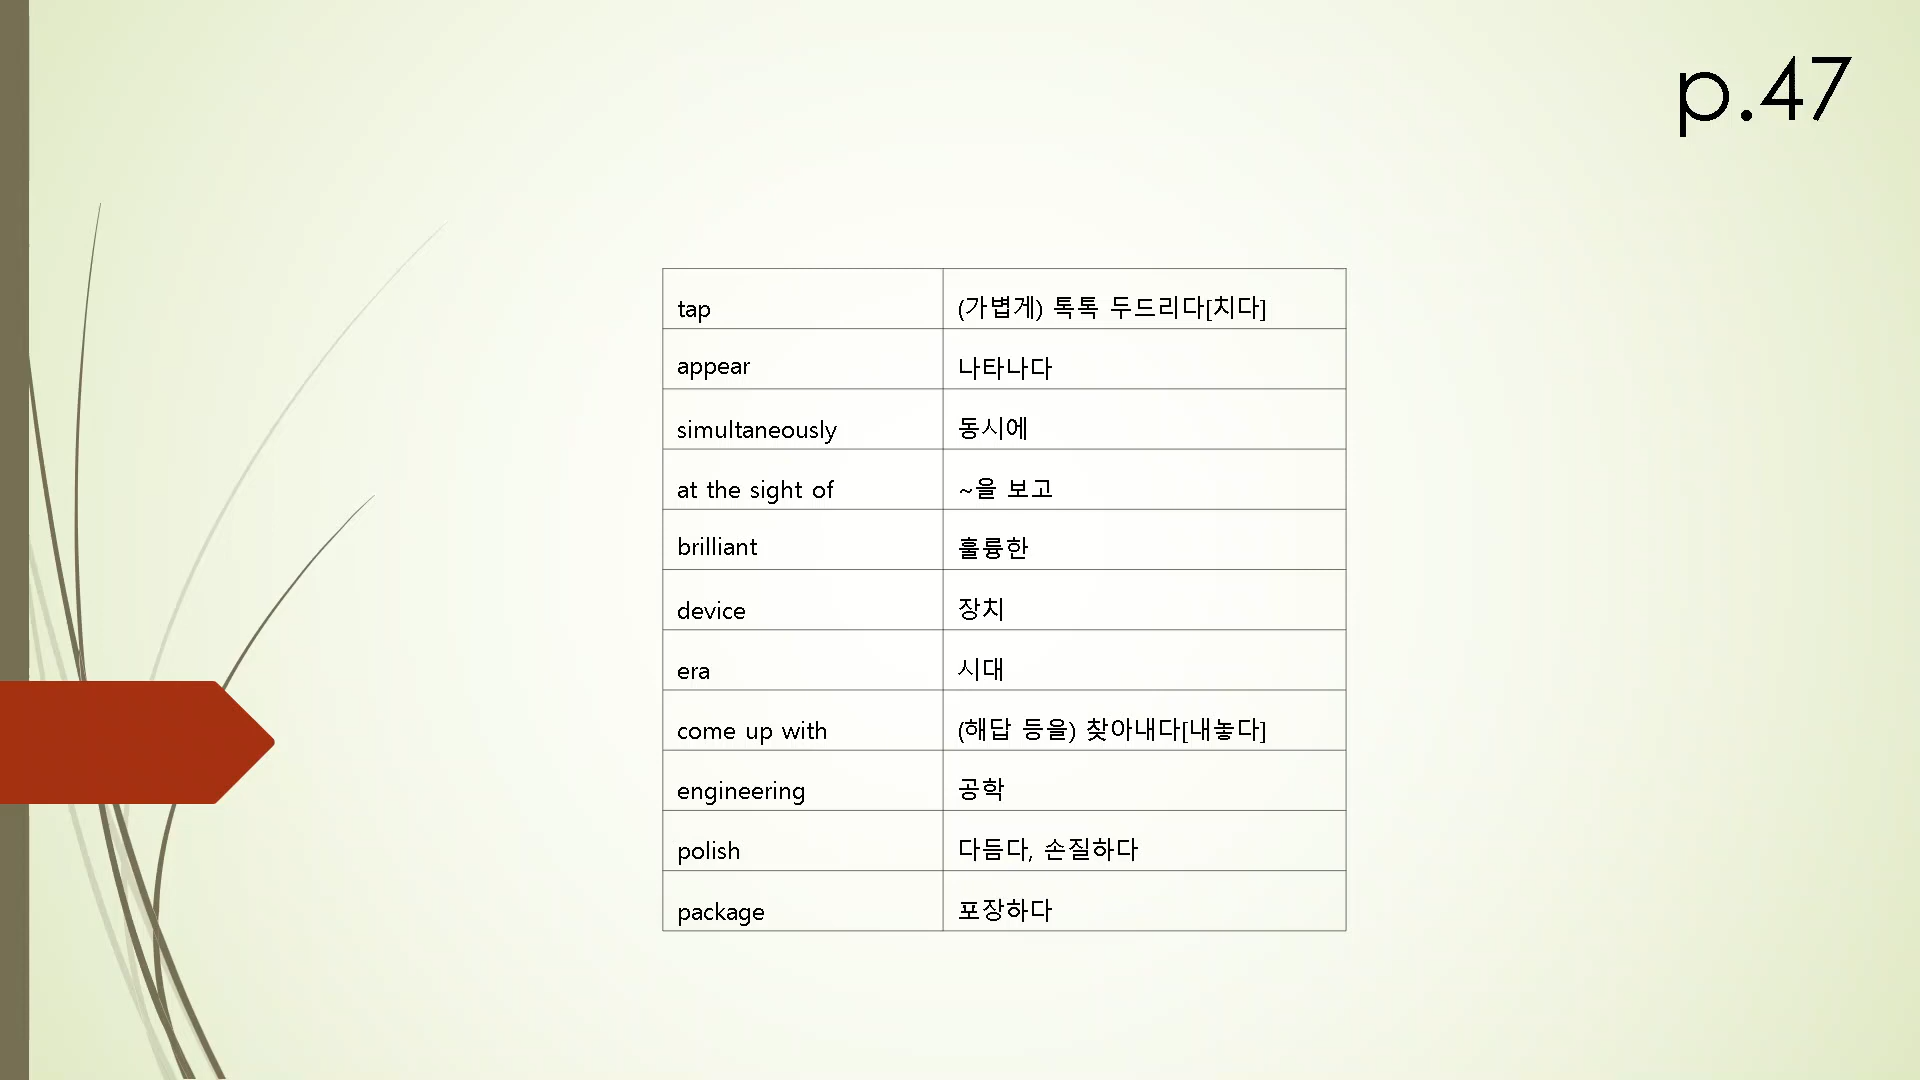 p.47
tap (가볍게) 톡톡 두드리다[치다]
appear 나타나다
simultaneously 동시에
at the sight of ~을 보고
brilliant 훌륭한
device 장치
era 시대
come up with (해답 등을) 찾아내다[내놓다]
engineering 공학
polish 다듬다, 손질하다
package 포장하다